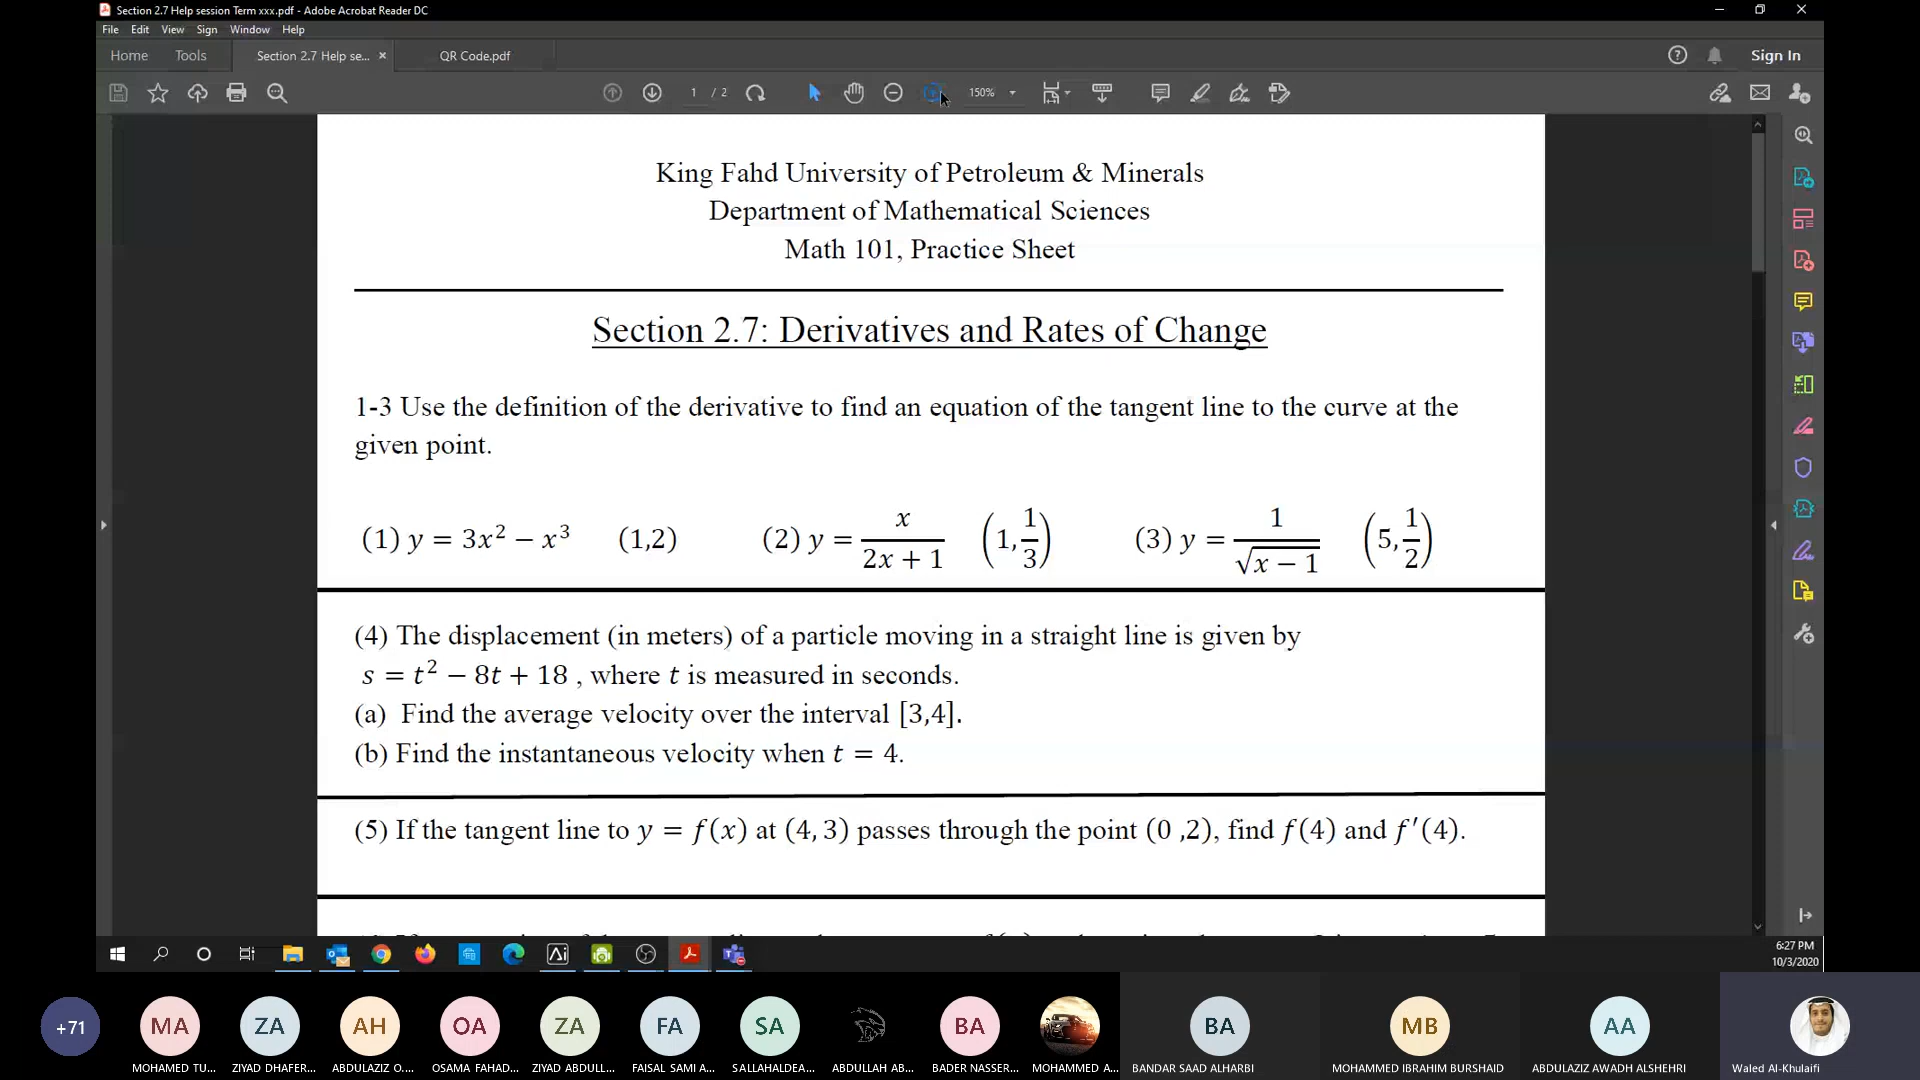 Section 2.7 Help session Term xxx.pdf - Adobe Acrobat Reader DC
File Edit View Sign Window Help
Home Tools Section 2.7 Help se... × QR Code.pdf Sign In
1 / 2 150%
King Fahd University of Petroleum & Minerals
Department of Mathematical Sciences
Math 101, Practice Sheet
Section 2.7: Derivatives and Rates of Change
1-3 Use the definition of the derivative to find an equation of the tangent line to the curve at the
given point.
(1) y = 3x² − x³ (1,2) (2) y = x/(2x + 1) (1, 1/3) (3) y = 1/√(x − 1) (5, 1/2)
(4) The displacement (in meters) of a particle moving in a straight line is given by
s = t² − 8t + 18 , where t is measured in seconds.
(a) Find the average velocity over the interval [3,4].
(b) Find the instantaneous velocity when t = 4.
(5) If the tangent line to y = f(x) at (4, 3) passes through the point (0 ,2), find f(4) and f′(4).
6:27 PM
10/3/2020
+71 MA ZA AH OA ZA FA SA BA BA MB AA
MOHAMED TU... ZIYAD DHAFER... ABDULAZIZ O.... OSAMA FAHAD... ZIYAD ABDULL... FAISAL SAMI A... SALLAHALDEA... ABDULLAH AB... BADER NASSER... MOHAMMED A... BANDAR SAAD ALHARBI MOHAMMED IBRAHIM BURSHAID ABDULAZIZ AWADH ALSHEHRI Waled Al-Khulaifi